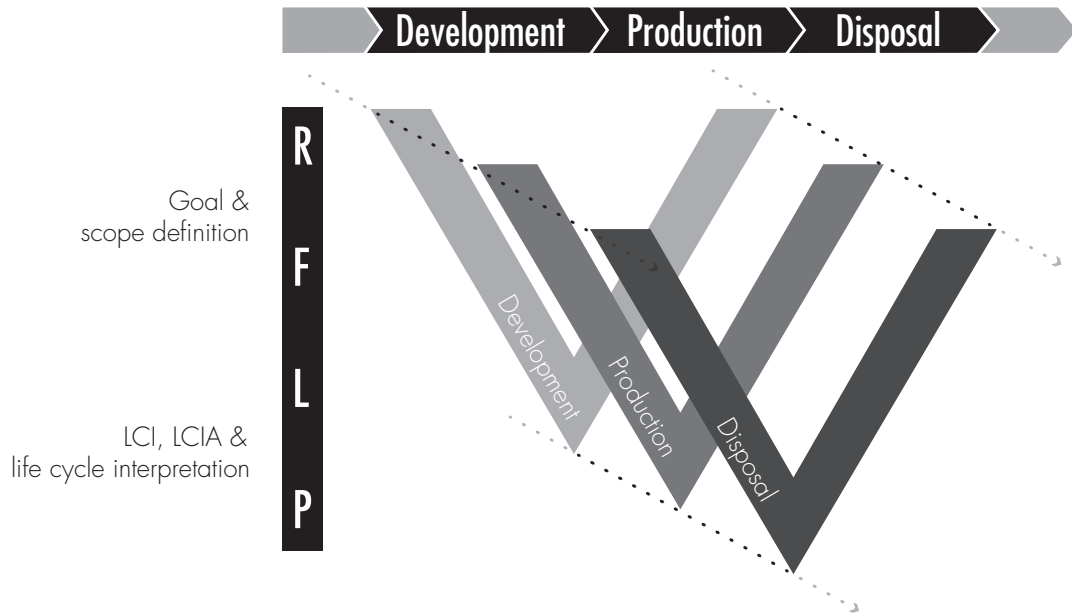 Development
Production
Disposal
R
Goal &
scope definition
F
L
LCI, LCIA &
life cycle interpretation
P
Development
Production
Disposal